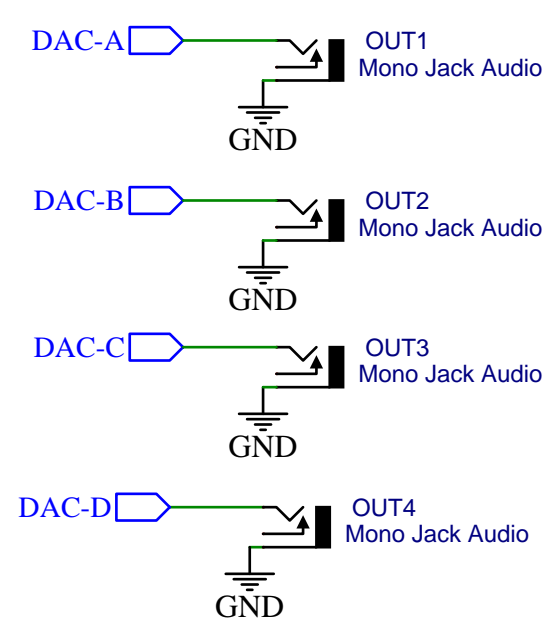 DAC-A
OUT1
Mono Jack Audio
GND
DAC-B
OUT2
Mono Jack Audio
GND
DAC-C
OUT3
Mono Jack Audio
GND
DAC-D
OUT4
Mono Jack Audio
GND